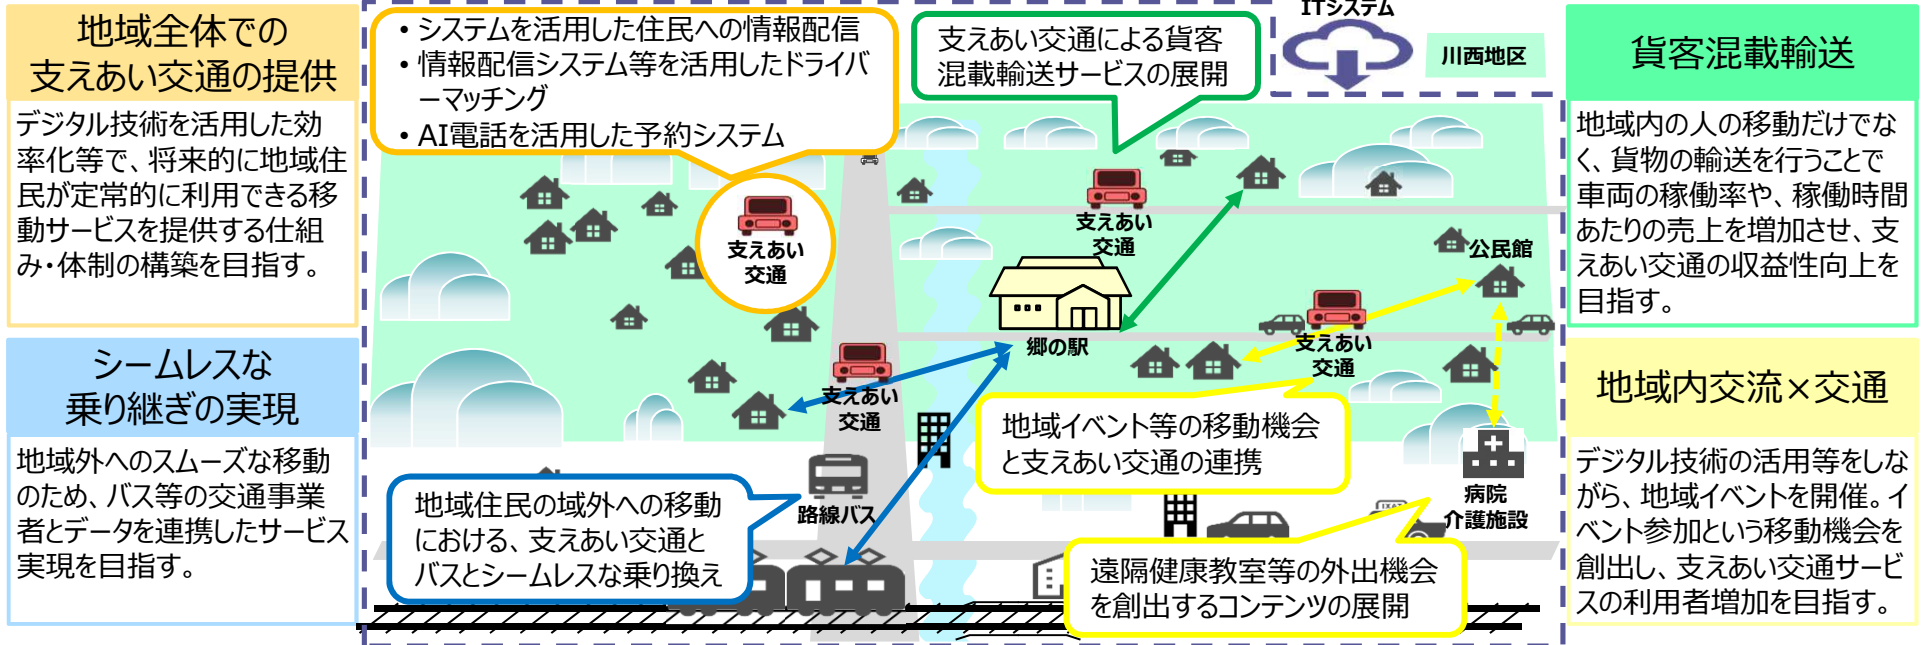 地域全体での
支えあい交通の提供
デジタル技術を活用した効
率化等で、将来的に地域住
民が定常的に利用できる移
動サービスを提供する仕組
み・体制の構築を目指す。
シームレスな
乗り継ぎの実現
地域外へのスムーズな移動
のため、バス等の交通事業
者とデータを連携したサービス
実現を目指す。
• システムを活用した住民への情報配信
• 情報配信システム等を活用したドライバ
ーマッチング
• AI電話を活用した予約システム
支えあい交通による貨客
混載輸送サービスの展開
ITシステム
川西地区
支えあい
交通
支えあい
交通
公民館
郷の駅
支えあい
交通
支えあい
交通
地域イベント等の移動機会
と支えあい交通の連携
路線バス
地域住民の域外への移動
における、支えあい交通と
バスとシームレスな乗り換え
病院
介護施設
遠隔健康教室等の外出機会
を創出するコンテンツの展開
貨客混載輸送
地域内の人の移動だけでな
く、貨物の輸送を行うことで
車両の稼働率や、稼働時間
あたりの売上を増加させ、支
えあい交通の収益性向上を
目指す。
地域内交流×交通
デジタル技術の活用等をしな
がら、地域イベントを開催。イ
ベント参加という移動機会を
創出し、支えあい交通サービ
スの利用者増加を目指す。